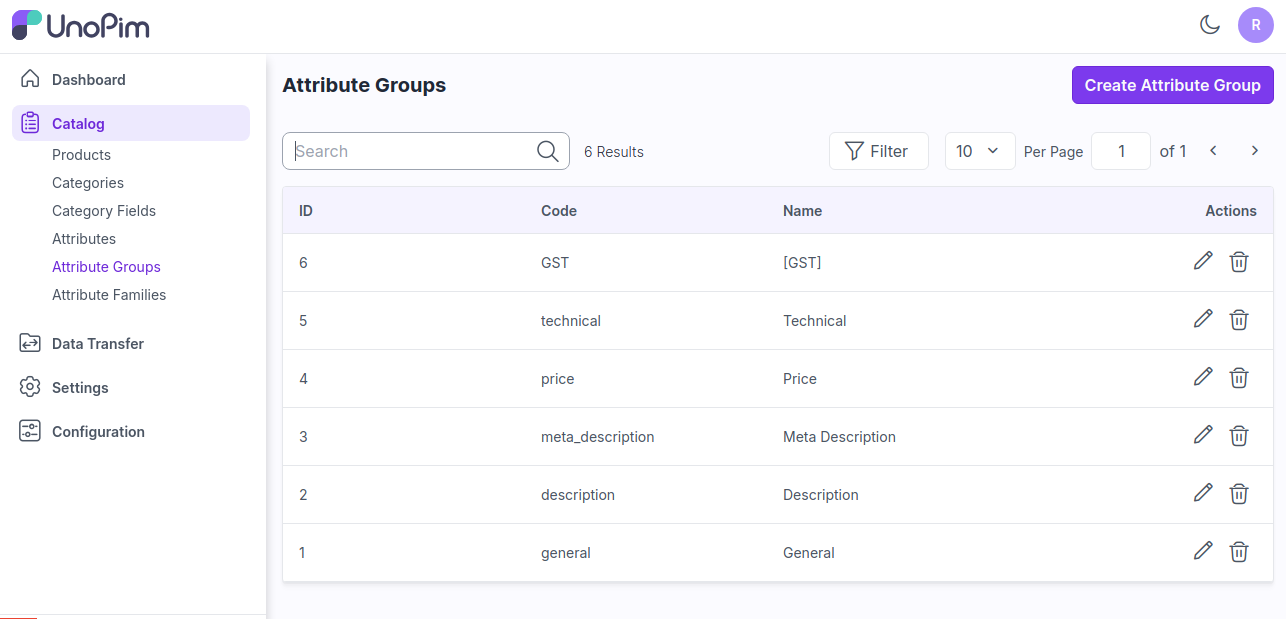 UnoPim
R
Dashboard
Catalog
Products
Categories
Category Fields
Attributes
Attribute Groups
Attribute Families
Data Transfer
Settings
Configuration
Attribute Groups
Create Attribute Group
Search
6 Results
Filter
10
Per Page
1
of 1
ID Code Name Actions
6 GST [GST]
5 technical Technical
4 price Price
3 meta_description Meta Description
2 description Description
1 general General